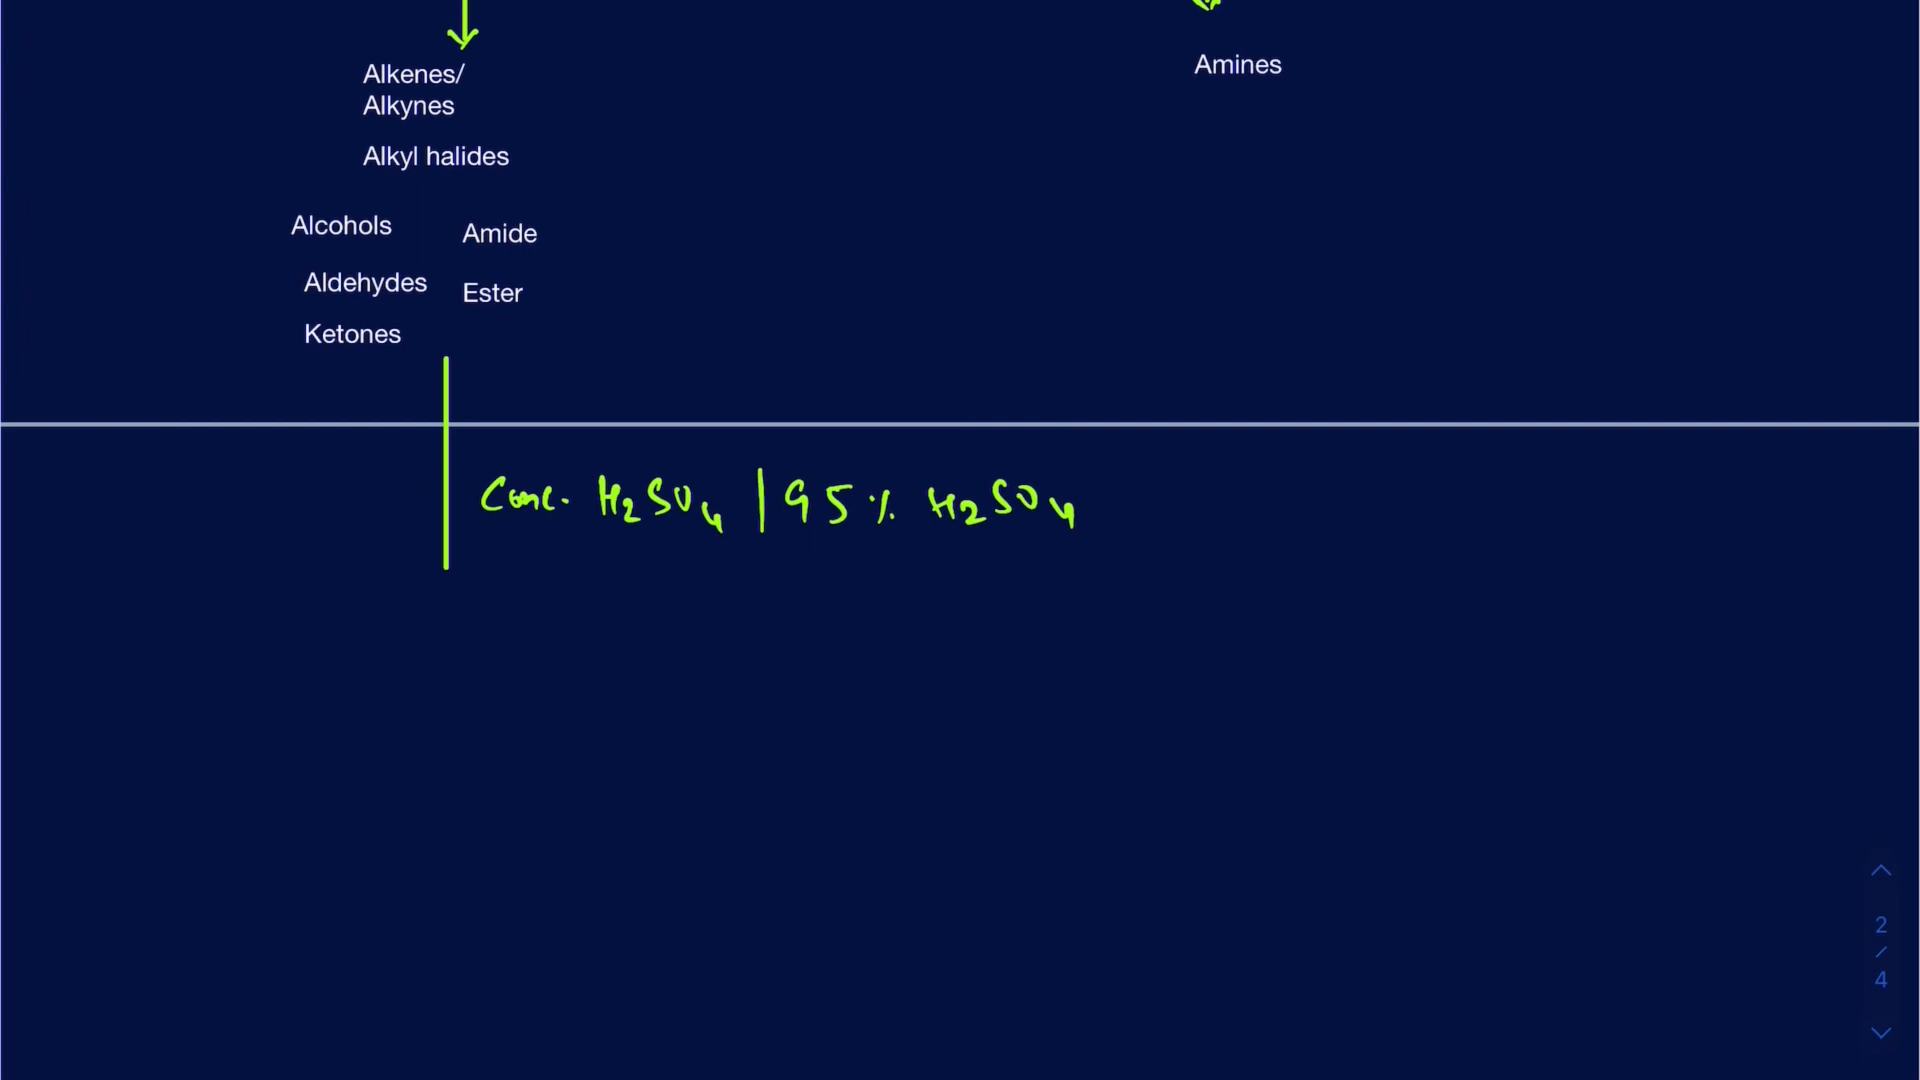 Alkenes/
Alkynes
Amines
Alkyl halides
Alcohols
Amide
Aldehydes
Ester
Ketones
Conc. H₂SO₄ | 95 % H₂SO₄
2
/
4